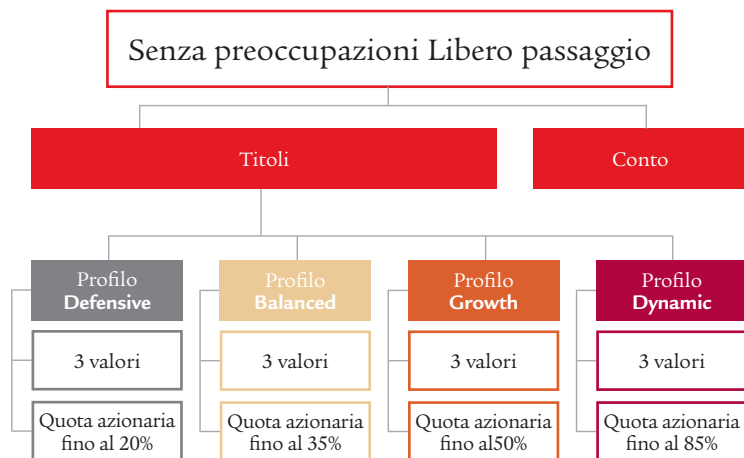 Senza preoccupazioni Libero passaggio
Titoli
Conto
Profilo
Defensive
Profilo
Balanced
Profilo
Growth
Profilo
Dynamic
3 valori
3 valori
3 valori
3 valori
Quota azionaria
fino al 20%
Quota azionaria
fino al 35%
Quota azionaria
fino al50%
Quota azionaria
fino al 85%